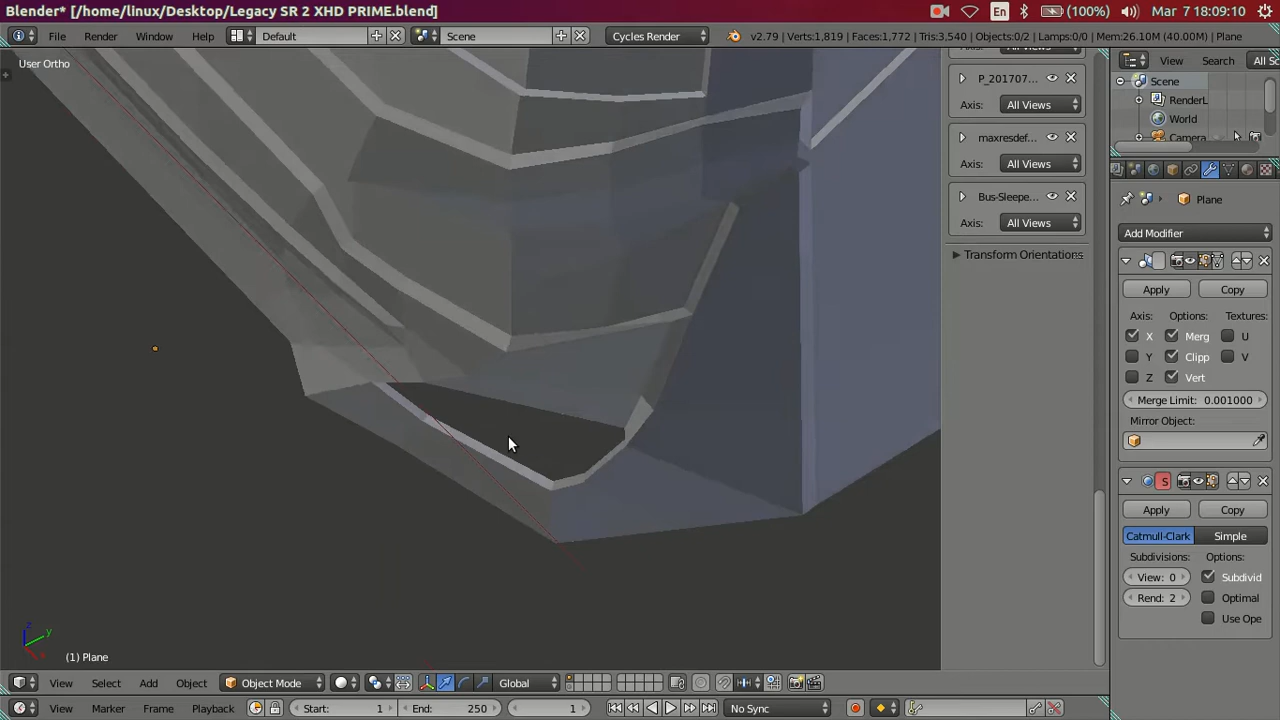 Blender* [/home/linux/Desktop/Legacy SR 2 XHD PRIME.blend]
En (100%) Mar 7 18:09:10
File Render Window Help Default Scene Cycles Render v2.79 | Verts:1,819 | Faces:1,772 | Tris:3,540 | Objects:0/2 | Lamps:0/0 | Mem:26.10M (40.00M) | Plane
User Ortho
View Search All Sc
Scene
RenderL
World
Camera
P_201707...
Axis: All Views
maxresdef...
Axis: All Views
Bus-Sleepe...
Axis: All Views
Transform Orientations
Plane
Add Modifier
Apply Copy
Axis: Options: Textures:
X Merg U
Y Clipp V
Z Vert
Merge Limit: 0.001000
Mirror Object:
S
Apply Copy
Catmull-Clark Simple
Subdivisions: Options:
View: 0 Subdivid
Rend: 2 Optimal
Use Ope
z
y
x
(1) Plane
View Select Add Object Object Mode Global
View Marker Frame Playback Start: 1 End: 250 1 No Sync